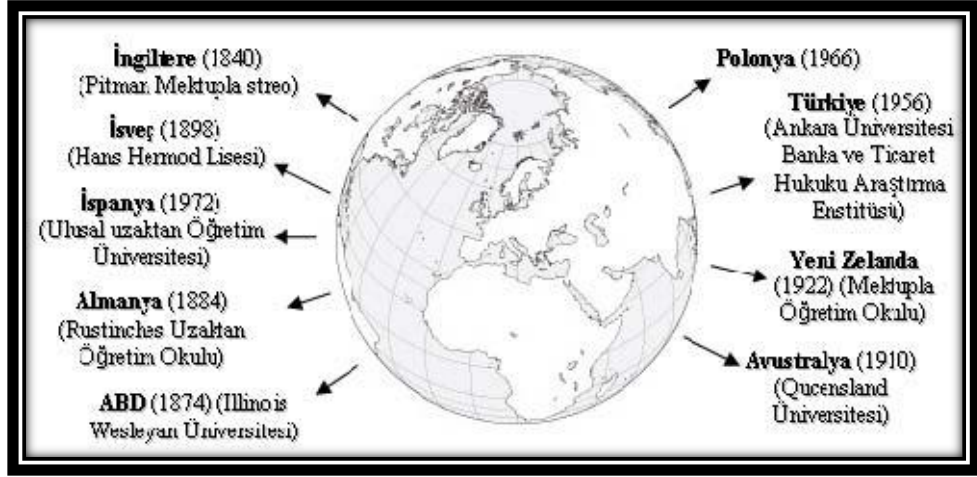 İngiltere (1840)
(Pitman Mektupla streo)
İsveç (1898)
(Hans Hermod Lisesi)
İspanya (1972)
(Ulusal uzaktan Öğretim
Üniversitesi)
Almanya (1884)
(Rustinches Uzaktan
Öğretim Okulu)
ABD (1874) (Illinois
Wesleyan Üniversitesi)
Polonya (1966)
Türkiye (1956)
(Ankara Üniversitesi
Banka ve Ticaret
Hukuku Araştırma
Enstitüsü)
Yeni Zelanda
(1922) (Mektupla
Öğretim Okulu)
Avustralya (1910)
(Qucensland
Üniversitesi)